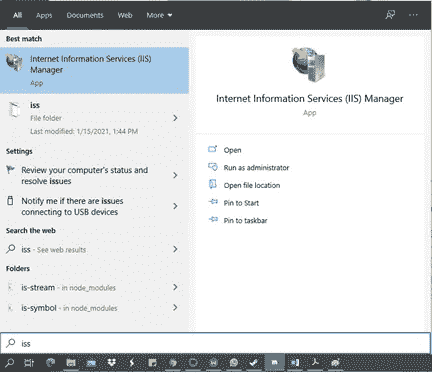 All Apps Documents Web More
Best match
Internet Information Services (IIS)
Manager
App
iss
File folder
Last modified: 1/15/2021, 1:44 PM
Settings
Review your computer's status and
resolve issues
Notify me if there are issues
connecting to USB devices
Search the web
iss - See web results
Folders
is-stream - in node_modules
is-symbol - in node_modules
Internet Information Services (IIS) Manager
App
Open
Run as administrator
Open file location
Pin to Start
Pin to taskbar
iss